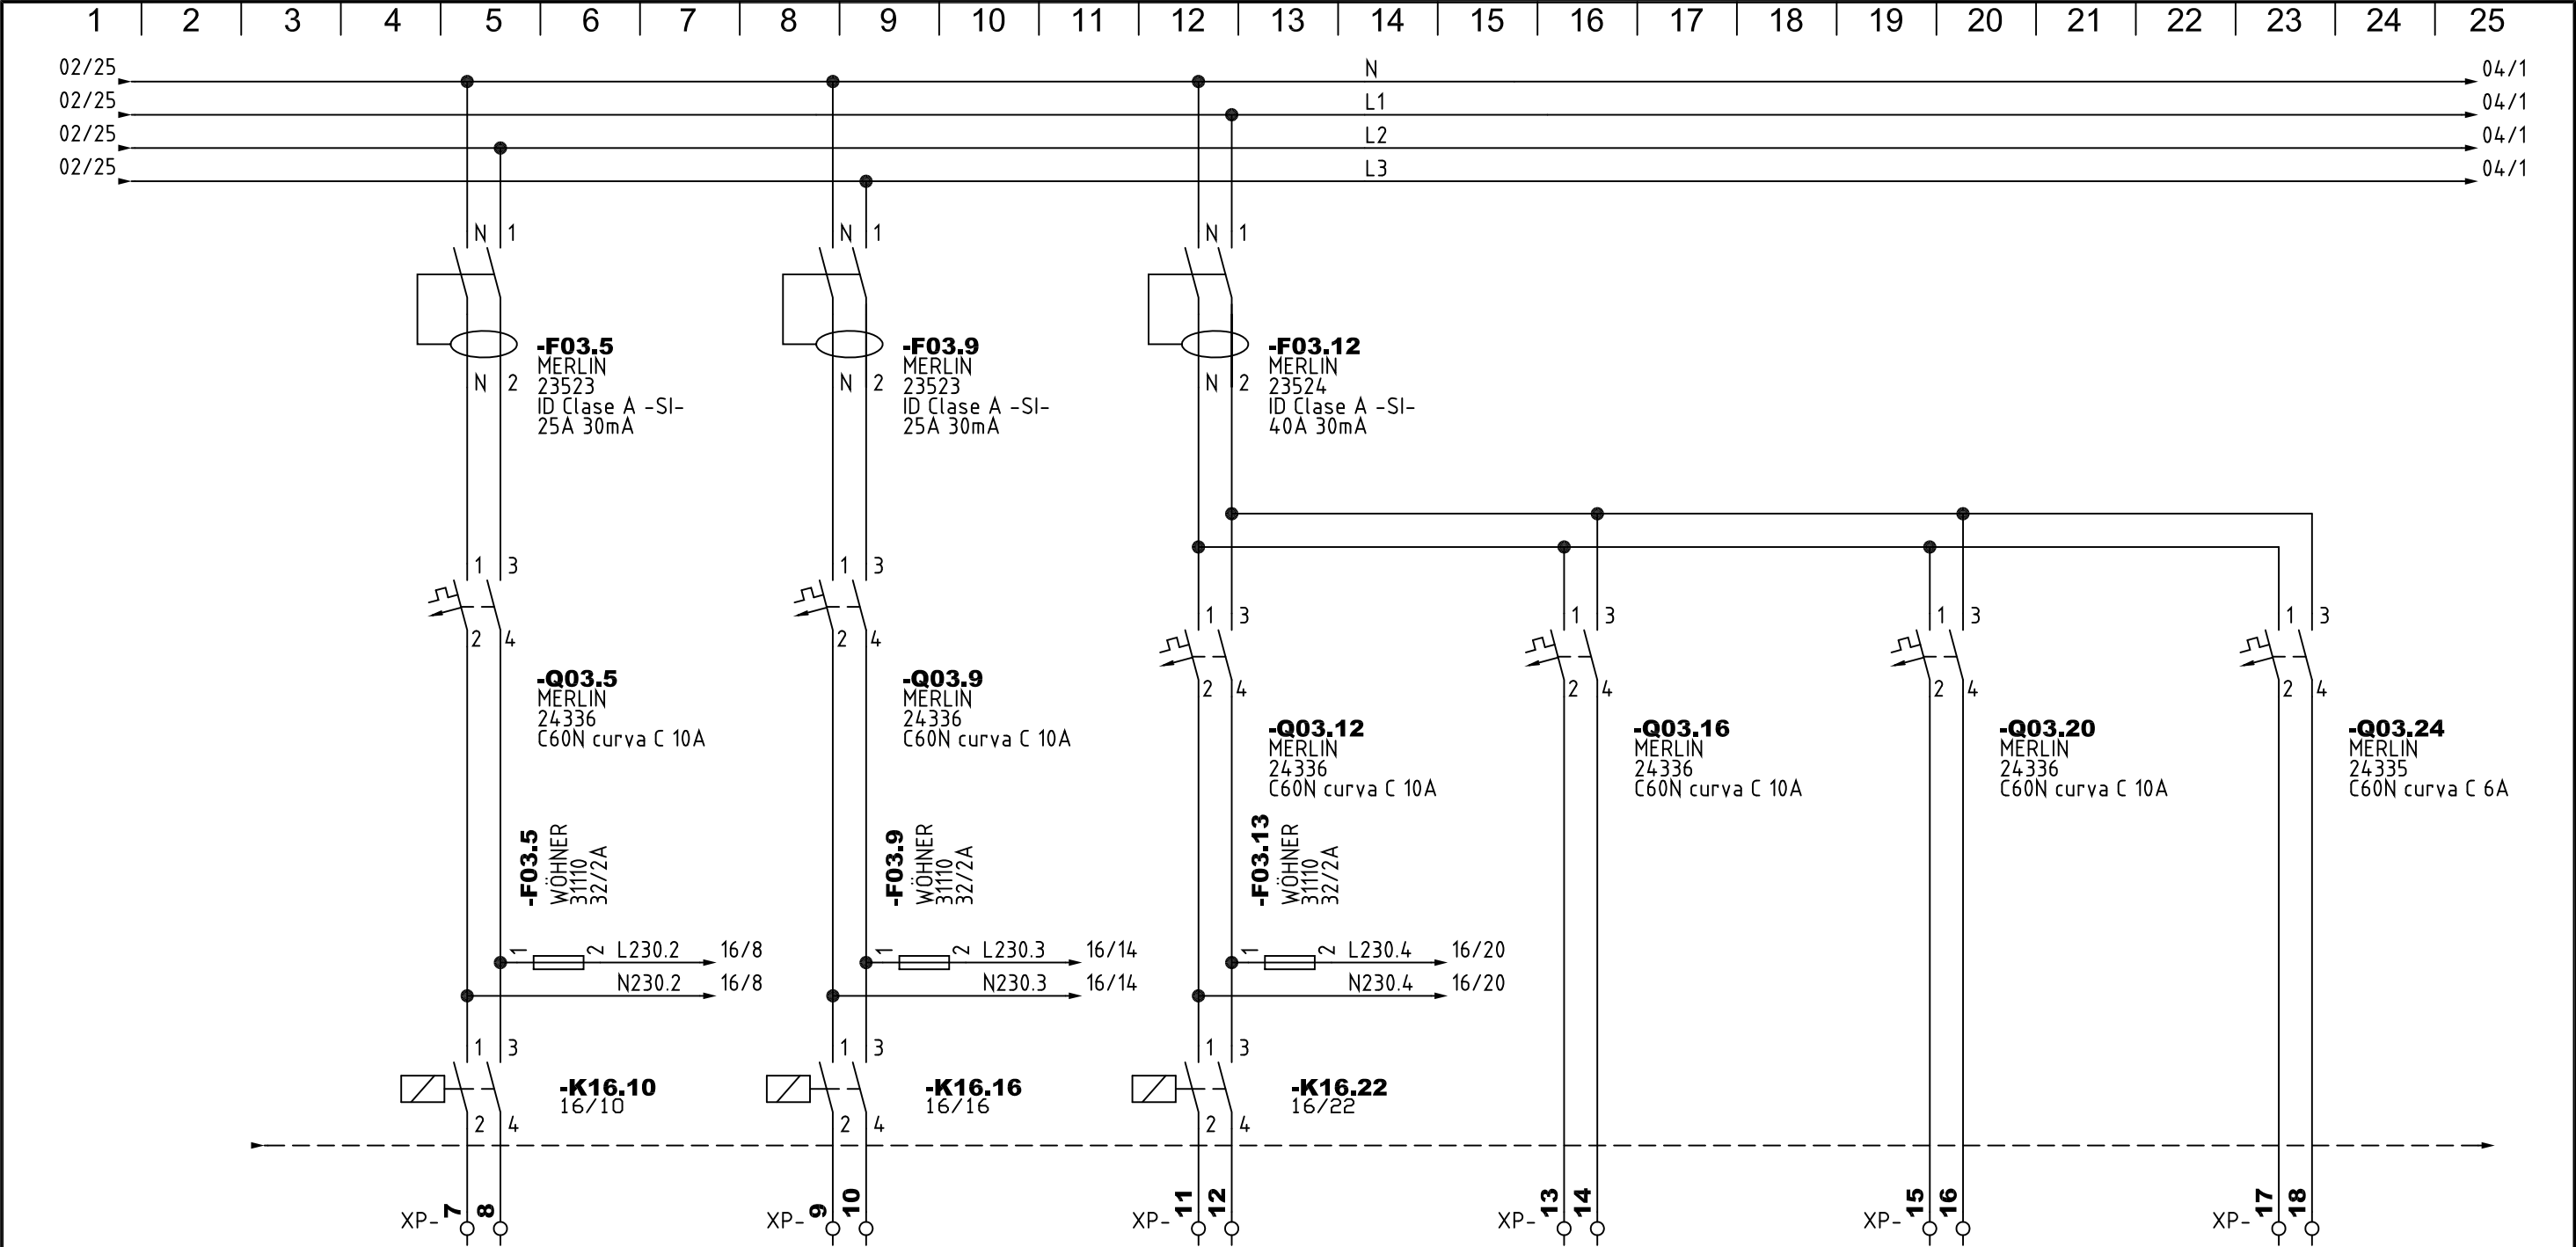 1 2 3 4 5 6 7 8 9 10 11 12 13 14 15 16 17 18 19 20 21 22 23 24 25
02/25 N 04/1
02/25 L1 04/1
02/25 L2 04/1
02/25 L3 04/1
N 1 N 1 N 1
-F03.5
MERLIN
23523
ID Clase A -SI-
25A 30mA
N 2
-F03.9
MERLIN
23523
ID Clase A -SI-
25A 30mA
N 2
-F03.12
MERLIN
23524
ID Clase A -SI-
40A 30mA
N 2
1 3
2 4
-Q03.5
MERLIN
24336
C60N curva C 10A
1 3
2 4
-Q03.9
MERLIN
24336
C60N curva C 10A
1 3
2 4
-Q03.12
MERLIN
24336
C60N curva C 10A
1 3
2 4
-Q03.16
MERLIN
24336
C60N curva C 10A
1 3
2 4
-Q03.20
MERLIN
24336
C60N curva C 10A
1 3
2 4
-Q03.24
MERLIN
24335
C60N curva C 6A
-F03.5
WÖHNER
31110
32/2A
-F03.9
WÖHNER
31110
32/2A
-F03.13
WÖHNER
31110
32/2A
1 2 L230.2 16/8
N230.2 16/8
1 2 L230.3 16/14
N230.3 16/14
1 2 L230.4 16/20
N230.4 16/20
1 3
-K16.10
16/10
2 4
1 3
-K16.16
16/16
2 4
1 3
-K16.22
16/22
2 4
XP- 7 8
XP- 9 10
XP- 11 12
XP- 13 14
XP- 15 16
XP- 17 18